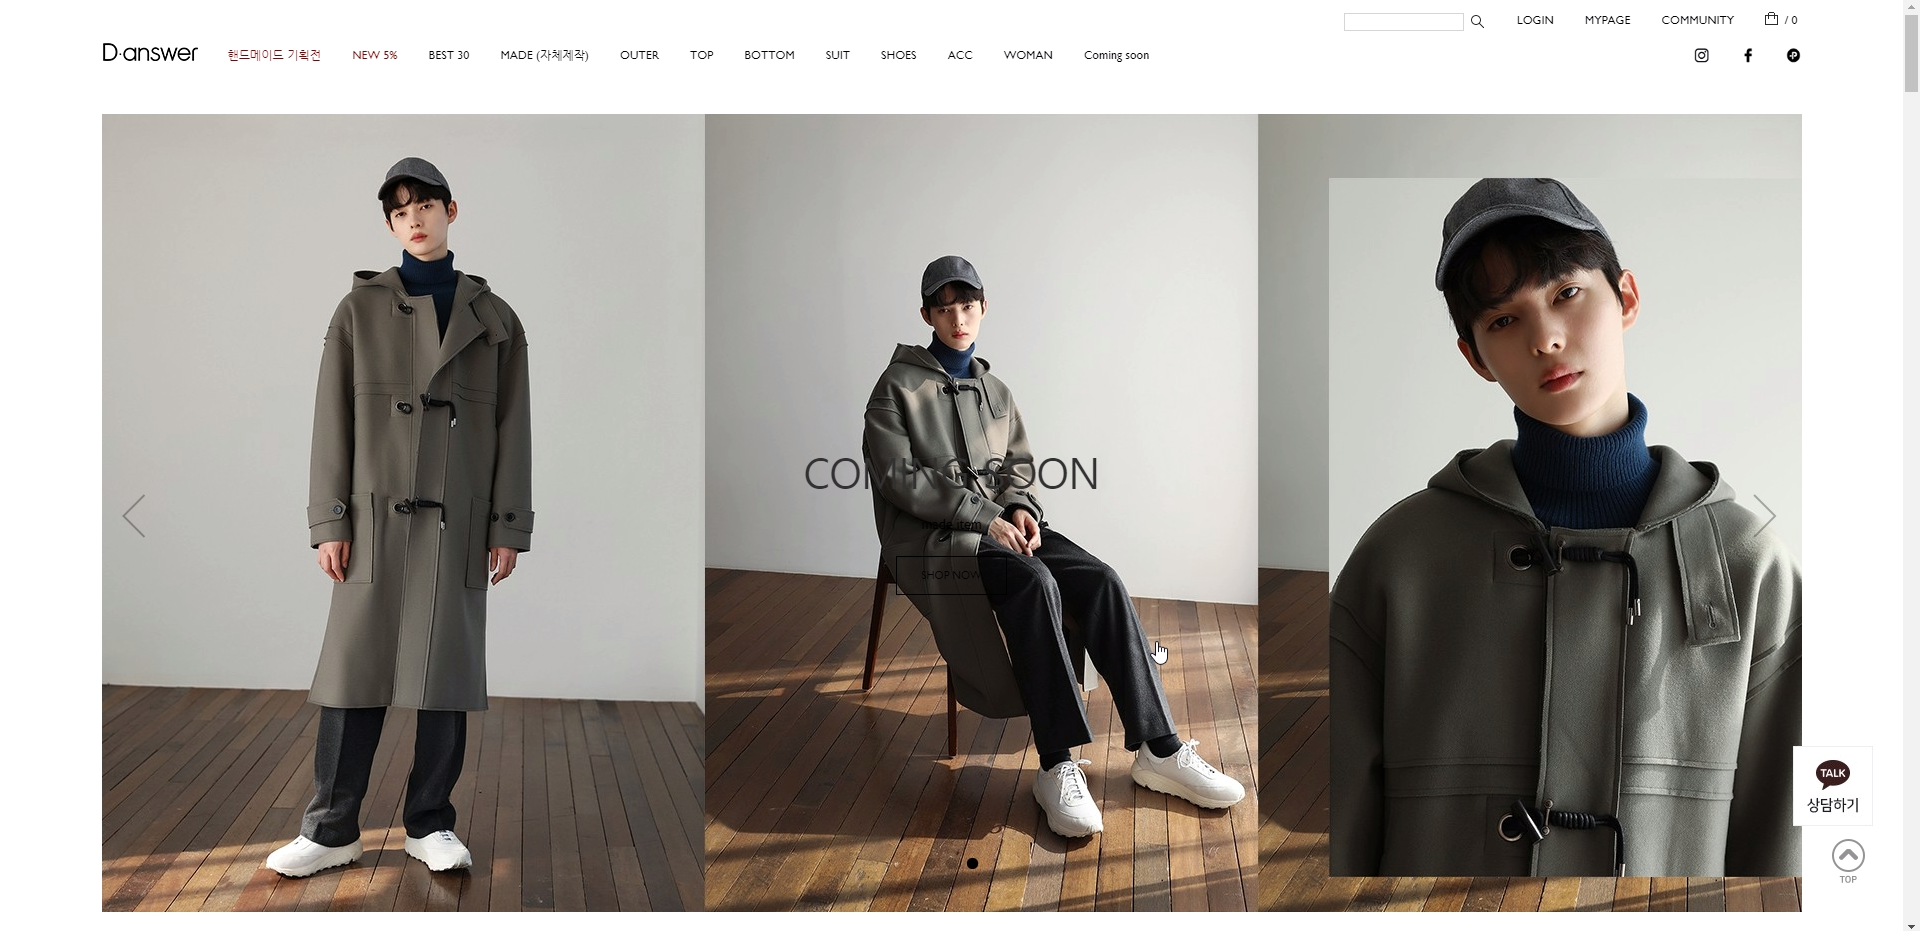 LOGIN MYPAGE COMMUNITY / 0
D·answer 핸드메이드 기획전 NEW 5% BEST 30 MADE (자체제작) OUTER TOP BOTTOM SUIT SHOES ACC WOMAN Coming soon
COMING SOON
made item
SHOP NOW
TALK
상담하기
TOP